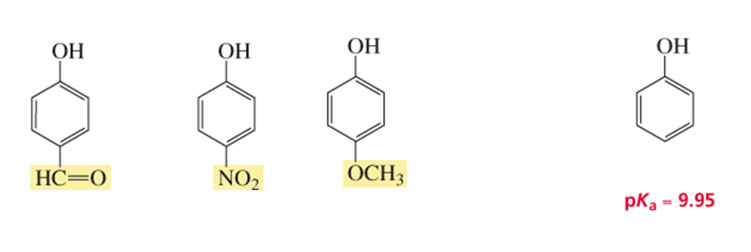 OH OH OH OH
HC=O NO₂ OCH₃
pKₐ = 9.95